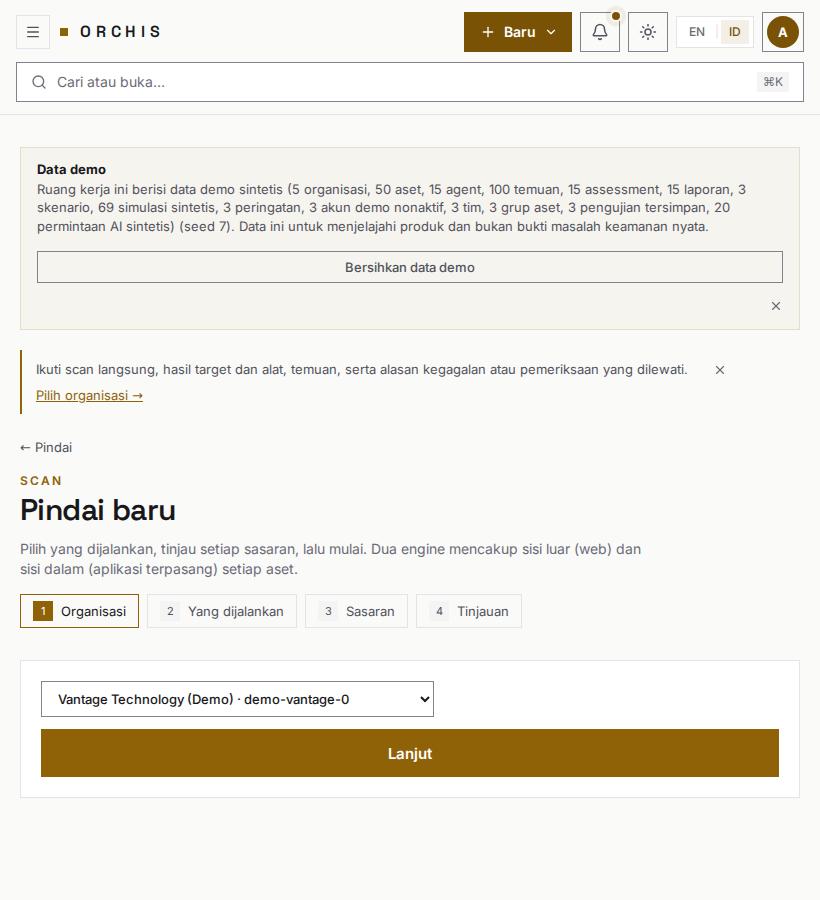 ORCHIS
Baru
EN
ID
A
Cari atau buka...
⌘K
Data demo
Ruang kerja ini berisi data demo sintetis (5 organisasi, 50 aset, 15 agent, 100 temuan, 15 assessment, 15 laporan, 3
skenario, 69 simulasi sintetis, 3 peringatan, 3 akun demo nonaktif, 3 tim, 3 grup aset, 3 pengujian tersimpan, 20
permintaan AI sintetis) (seed 7). Data ini untuk menjelajahi produk dan bukan bukti masalah keamanan nyata.
Bersihkan data demo
Ikuti scan langsung, hasil target dan alat, temuan, serta alasan kegagalan atau pemeriksaan yang dilewati.
Pilih organisasi →
← Pindai
SCAN
Pindai baru
Pilih yang dijalankan, tinjau setiap sasaran, lalu mulai. Dua engine mencakup sisi luar (web) dan
sisi dalam (aplikasi terpasang) setiap aset.
1 Organisasi
2 Yang dijalankan
3 Sasaran
4 Tinjauan
Vantage Technology (Demo) · demo-vantage-0
Lanjut